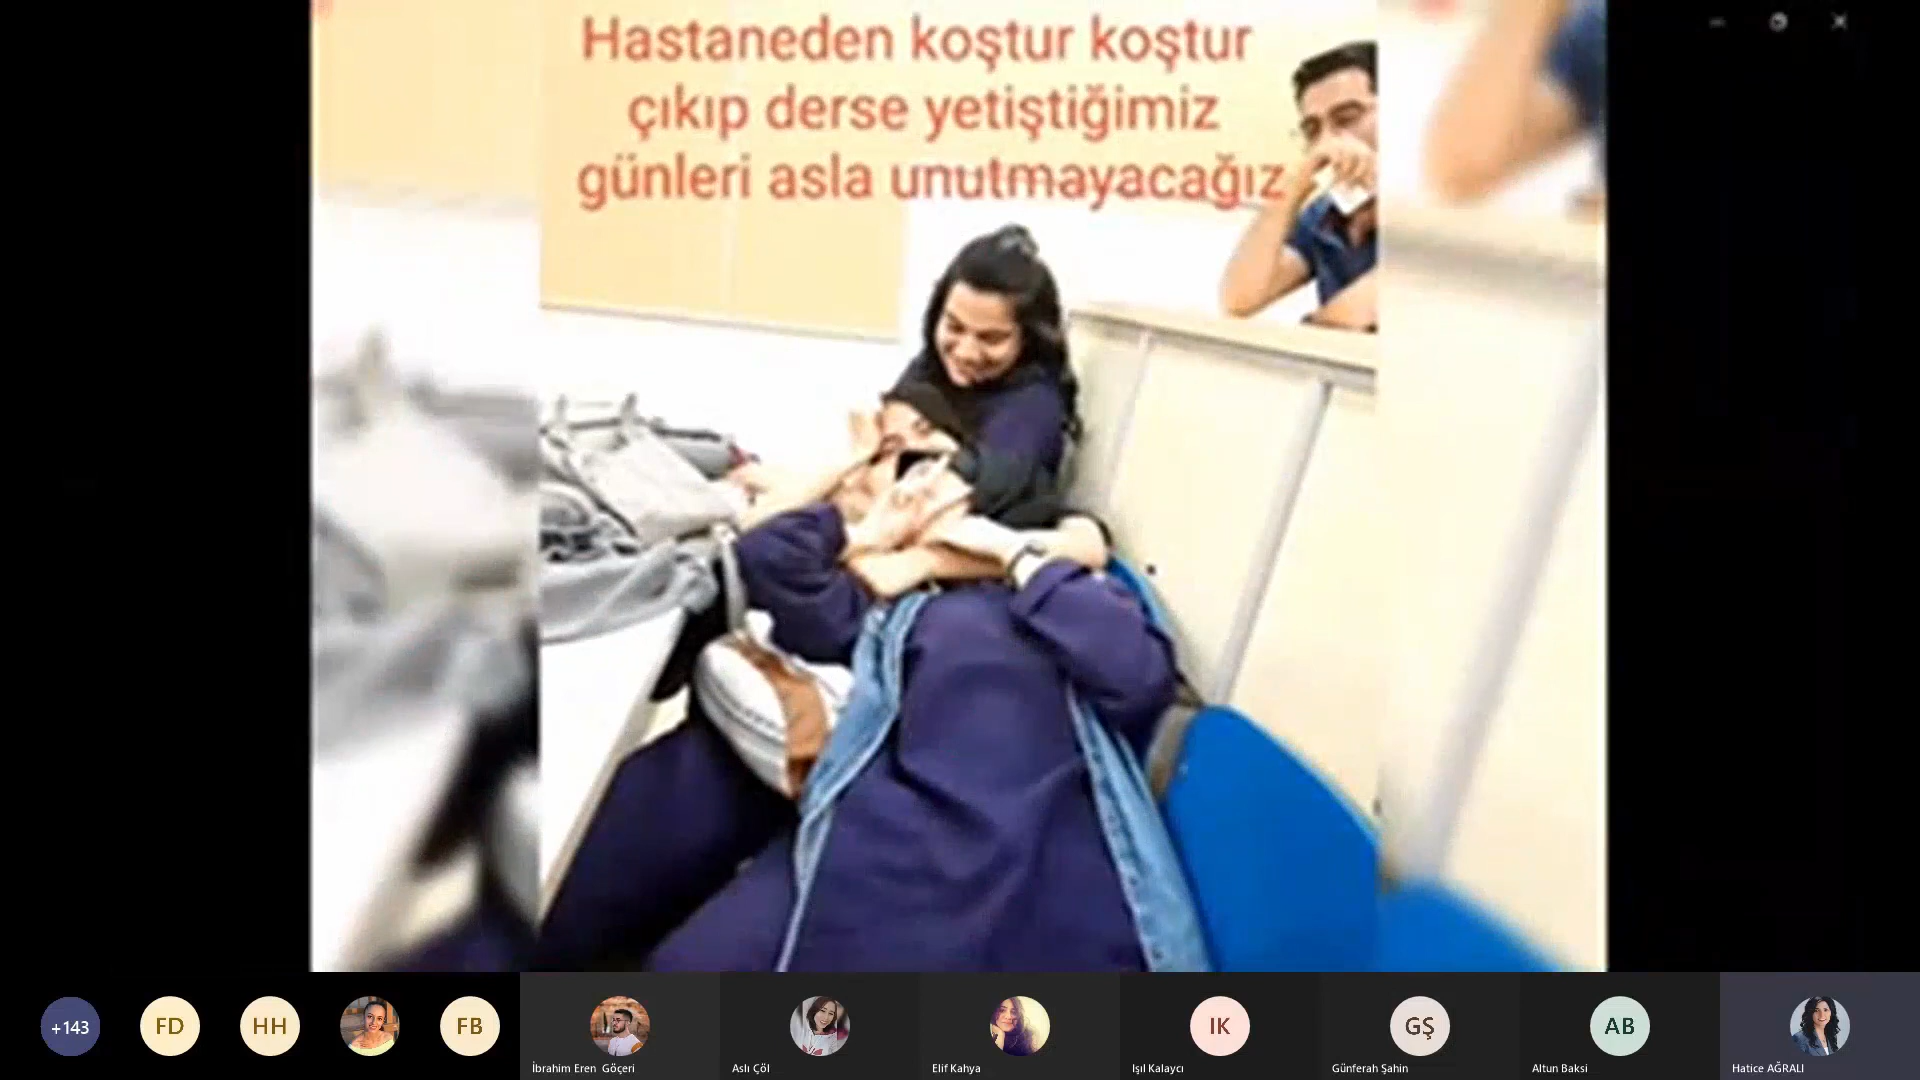 Hastaneden koştur koştur
çıkıp derse yetiştiğimiz
günleri asla unutmayacağız
+143
FD
HH
FB
IK
GŞ
AB
İbrahim Eren Göçeri
Aslı Çöl
Elif Kahya
Işıl Kalaycı
Günferah Şahin
Altun Baksi
Hatice AĞRALI